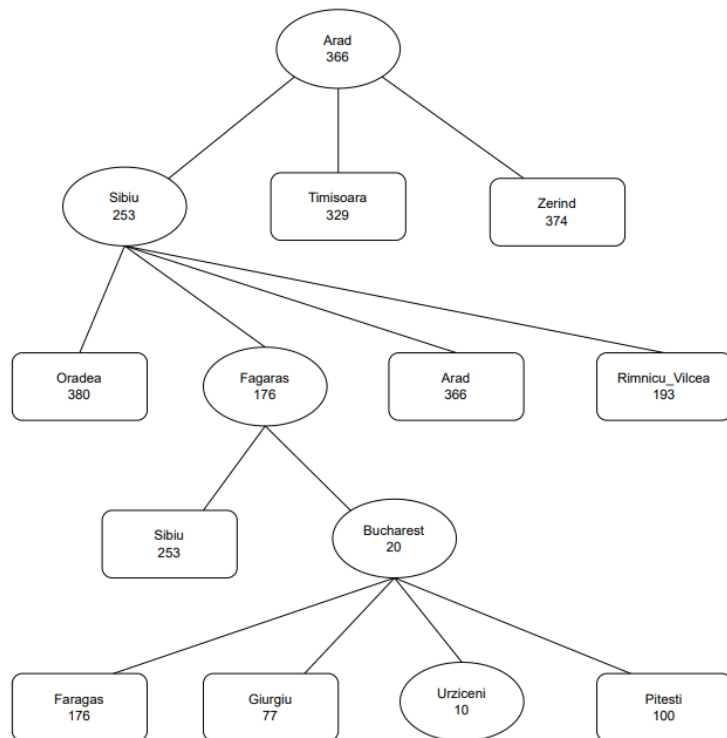 Arad
366
Sibiu
253
Timisoara
329
Zerind
374
Oradea
380
Fagaras
176
Arad
366
Rimnicu_Vilcea
193
Sibiu
253
Bucharest
20
Faragas
176
Giurgiu
77
Urziceni
10
Pitesti
100